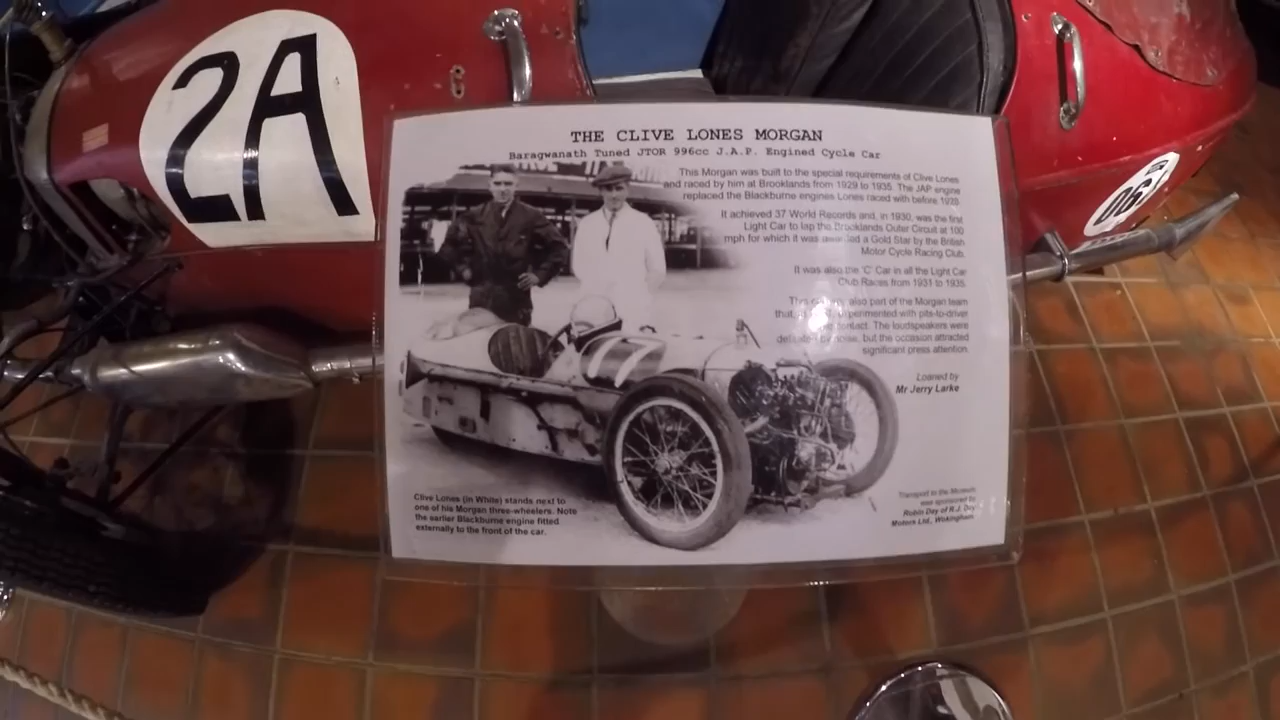 2A
THE CLIVE LONES MORGAN
Baragwanath Tuned JTOR 996cc J.A.P. Engined Cycle Car
This Morgan was built to the special requirements of Clive Lones
and raced by him at Brooklands from 1929 to 1935. The JAP engine
replaced the Blackburne engines Lones raced with before 1928.
It achieved 37 World Records and, in 1930, was the first
Light Car to lap the Brooklands Outer Circuit at 100
mph for which it was awarded a Gold Star by the British
Motor Cycle Racing Club.
It was also the 'C' Car in all the Light Car
Club Races from 1931 to 1935.
This also part of the Morgan team
that, experimented with pits-to-driver
contact. The loudspeakers were
by noise, but the occasion attracted
significant press attention.
Loaned by
Mr Jerry Larke
Clive Lones (in White) stands next to
one of his Morgan three-wheelers. Note
the earlier Blackburne engine fitted
externally to the front of the car.
Transport to the Museum
was sponsored by
Robin Day of R.J. Day
Motors Ltd., Wokingham